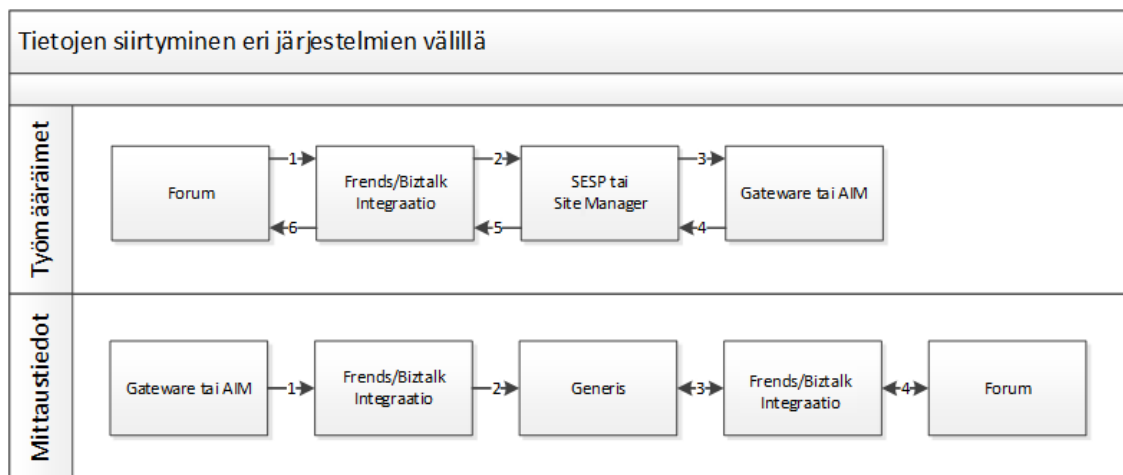 Tietojen siirtyminen eri järjestelmien välillä
Työmääräimet
Forum
1
6
Frends/Biztalk
Integraatio
2
5
SESP tai
Site Manager
3
4
Gateware tai AIM
Mittaustiedot
Gateware tai AIM
1
Frends/Biztalk
Integraatio
2
Generis
3
Frends/Biztalk
Integraatio
4
Forum